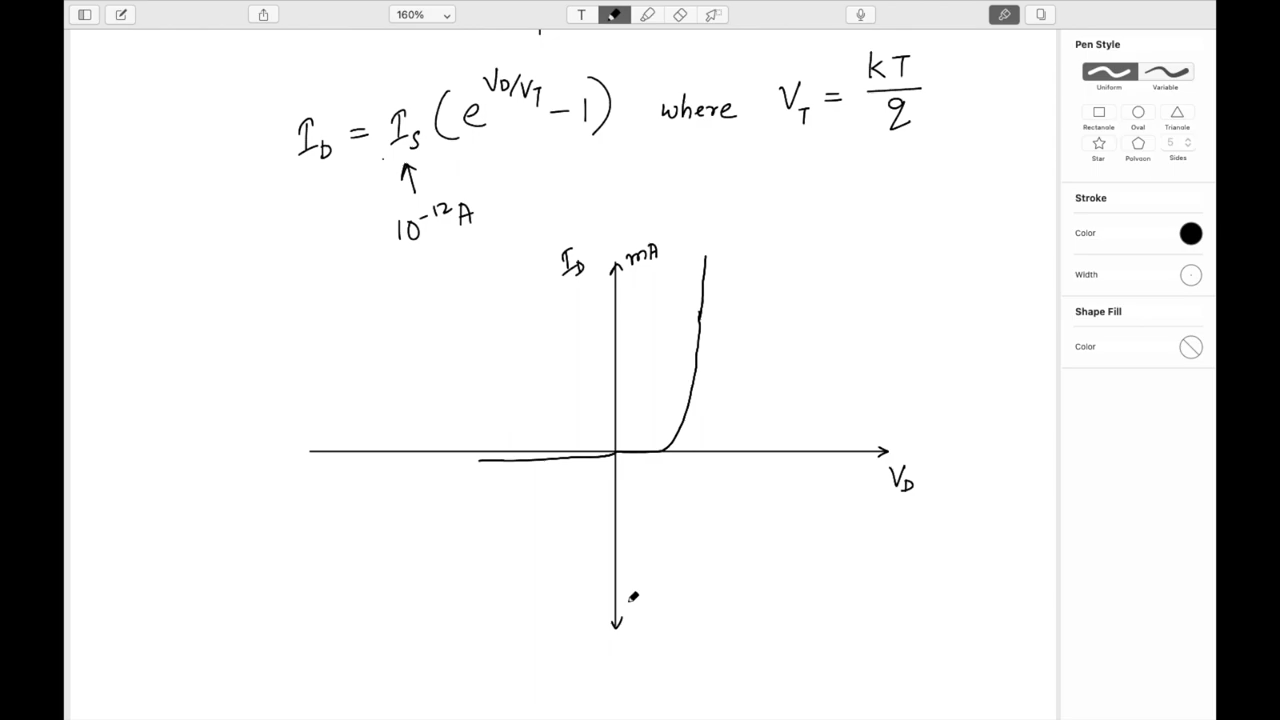 160%
T
I_D = I_S (e^{V_D/V_T} - 1) where V_T = kT/q
↑
10^{-12} A
I_D mA
V_D
Pen Style
Uniform Variable
Rectangle Oval Triangle
5
Star Polygon Sides
Stroke
Color
Width
Shape Fill
Color